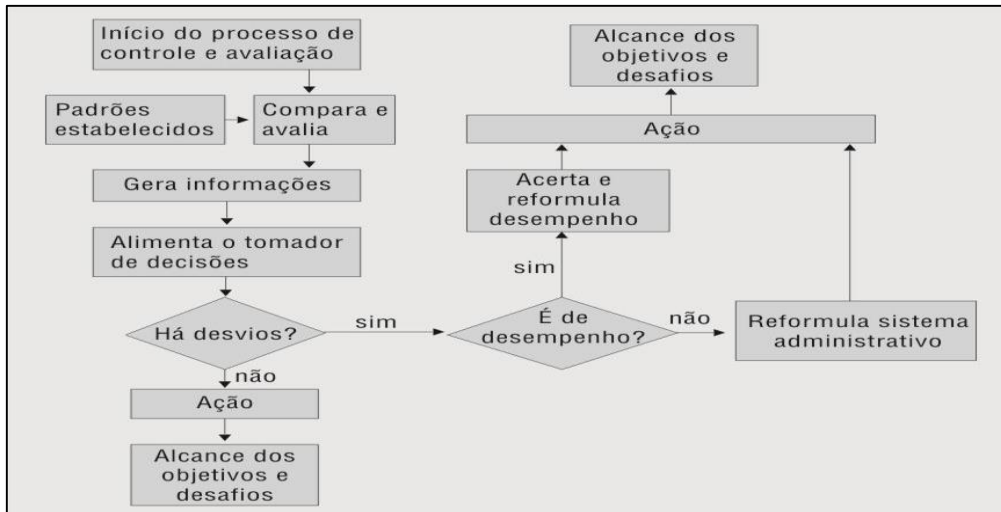 Início do processo de
controle e avaliação
Padrões
estabelecidos
Compara e
avalia
Gera informações
Alimenta o tomador
de decisões
Há desvios?
sim
não
Ação
Alcance dos
objetivos e
desafios
É de
desempenho?
sim
não
Acerta e
reformula
desempenho
Reformula sistema
administrativo
Ação
Alcance dos
objetivos e
desafios